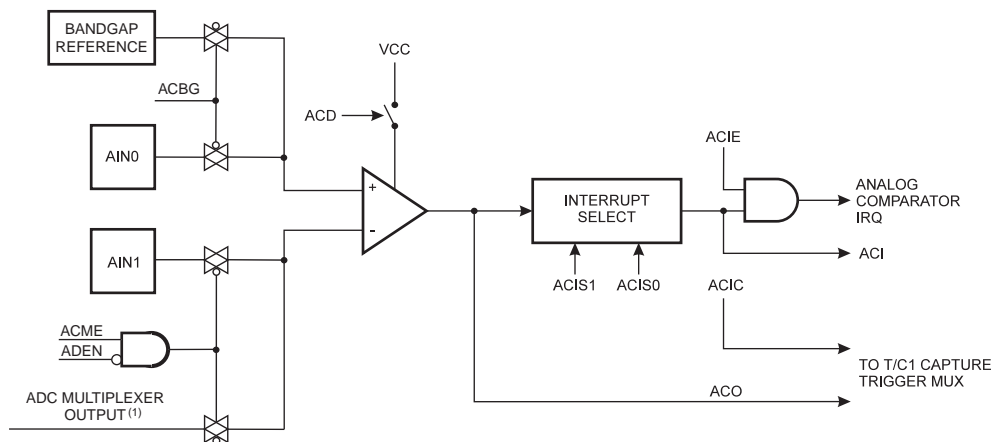 BANDGAP
REFERENCE
VCC
ACBG
ACD
AIN0
ACIE
+
INTERRUPT
SELECT
ANALOG
COMPARATOR
IRQ
-
AIN1
ACI
ACIS1 ACIS0 ACIC
ACME
ADEN
TO T/C1 CAPTURE
TRIGGER MUX
ADC MULTIPLEXER
OUTPUT (1)
ACO